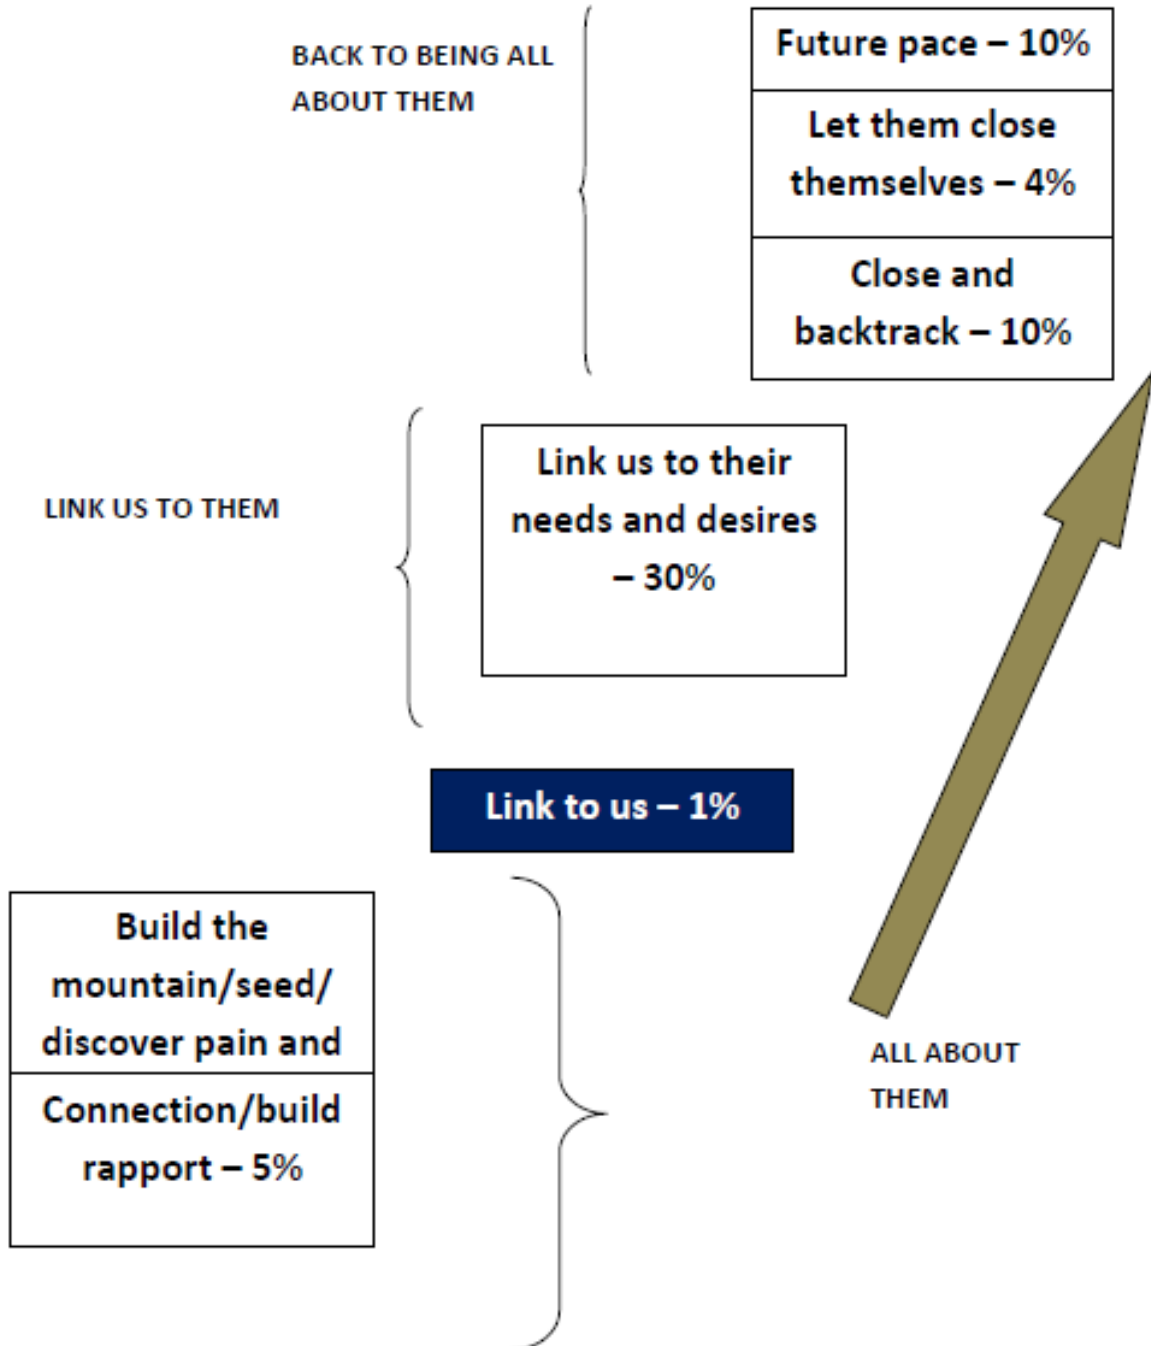 BACK TO BEING ALL
ABOUT THEM
Future pace – 10%
Let them close
themselves – 4%
Close and
backtrack – 10%
LINK US TO THEM
Link us to their
needs and desires
– 30%
Link to us – 1%
Build the
mountain/seed/
discover pain and
Connection/build
rapport – 5%
ALL ABOUT
THEM